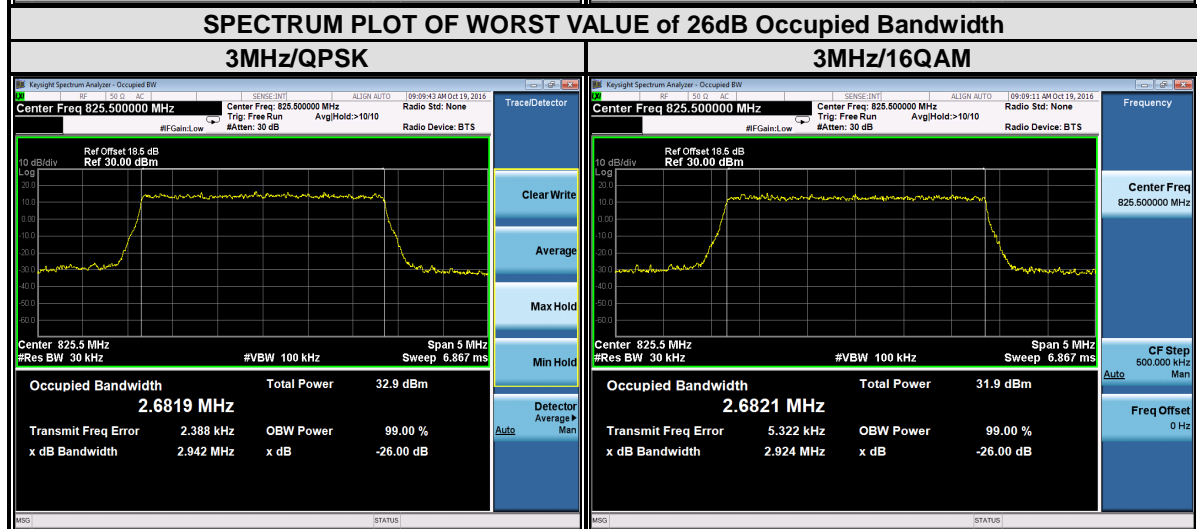 SPECTRUM PLOT OF WORST VALUE of 26dB Occupied Bandwidth
3MHz/QPSK
3MHz/16QAM
Keysight Spectrum Analyzer - Occupied BW
RF 50 Ω AC SENSE:INT ALIGN AUTO 09:09:43 AM Oct 19, 2016
Center Freq 825.500000 MHz
Center Freq: 825.500000 MHz
Radio Std: None
Trig: Free Run Avg|Hold:>10/10
#IFGain:Low #Atten: 30 dB Radio Device: BTS
Trace/Detector
Ref Offset 18.5 dB
10 dB/div Ref 30.00 dBm
Log
20.0
10.0
0.00
-10.0
-20.0
-30.0
-40.0
-50.0
-60.0
Clear Write
Average
Max Hold
Min Hold
Detector
Average
Auto Man
Center 825.5 MHz Span 5 MHz
#Res BW 30 kHz #VBW 100 kHz Sweep 6.867 ms
Occupied Bandwidth Total Power 32.9 dBm
2.6819 MHz
Transmit Freq Error 2.388 kHz OBW Power 99.00 %
x dB Bandwidth 2.942 MHz x dB -26.00 dB
MSG STATUS
Keysight Spectrum Analyzer - Occupied BW
RF 50 Ω AC SENSE:INT ALIGN AUTO 09:09:11 AM Oct 19, 2016
Center Freq 825.500000 MHz
Center Freq: 825.500000 MHz
Radio Std: None
Trig: Free Run Avg|Hold:>10/10
#IFGain:Low #Atten: 30 dB Radio Device: BTS
Frequency
Ref Offset 18.5 dB
10 dB/div Ref 30.00 dBm
Log
20.0
10.0
0.00
-10.0
-20.0
-30.0
-40.0
-50.0
-60.0
Center Freq
825.500000 MHz
CF Step
500.000 kHz
Auto Man
Freq Offset
0 Hz
Center 825.5 MHz Span 5 MHz
#Res BW 30 kHz #VBW 100 kHz Sweep 6.867 ms
Occupied Bandwidth Total Power 31.9 dBm
2.6821 MHz
Transmit Freq Error 5.322 kHz OBW Power 99.00 %
x dB Bandwidth 2.924 MHz x dB -26.00 dB
MSG STATUS